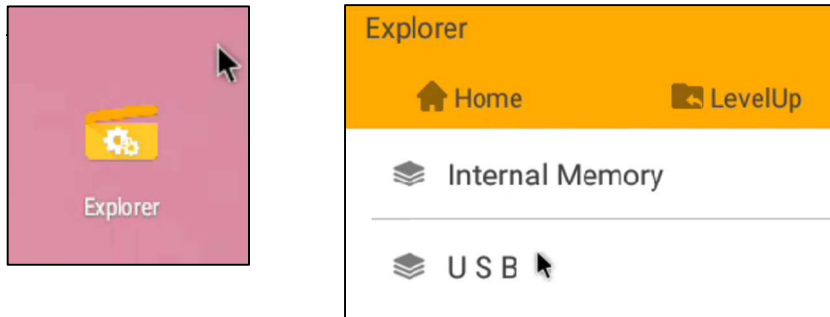 Explorer
Explorer
Home LevelUp
Internal Memory
U S B